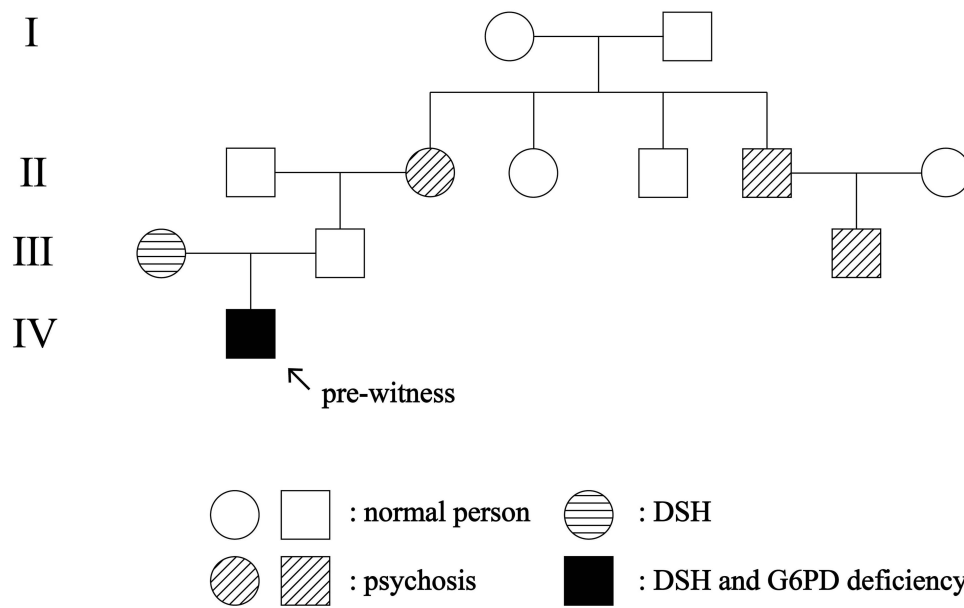 I
II
III
IV
pre-witness
: normal person
: DSH
: psychosis
: DSH and G6PD deficiency